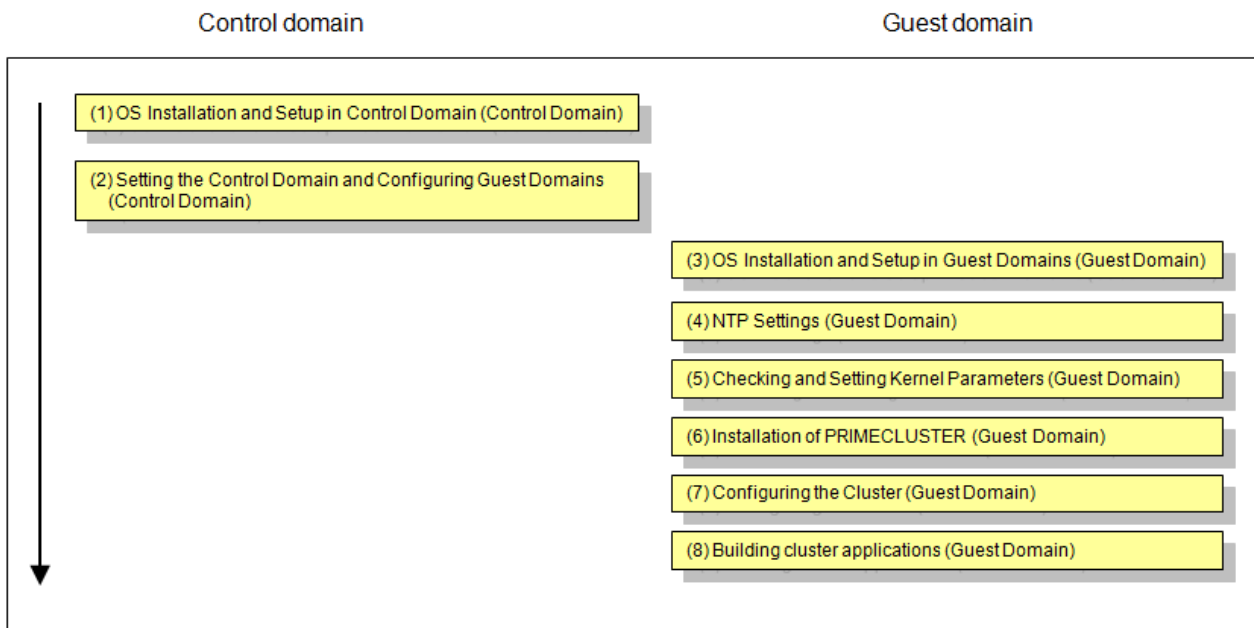 Control domain
Guest domain
(1) OS Installation and Setup in Control Domain (Control Domain)
(2) Setting the Control Domain and Configuring Guest Domains
(Control Domain)
(3) OS Installation and Setup in Guest Domains (Guest Domain)
(4) NTP Settings (Guest Domain)
(5) Checking and Setting Kernel Parameters (Guest Domain)
(6) Installation of PRIMECLUSTER (Guest Domain)
(7) Configuring the Cluster (Guest Domain)
(8) Building cluster applications (Guest Domain)